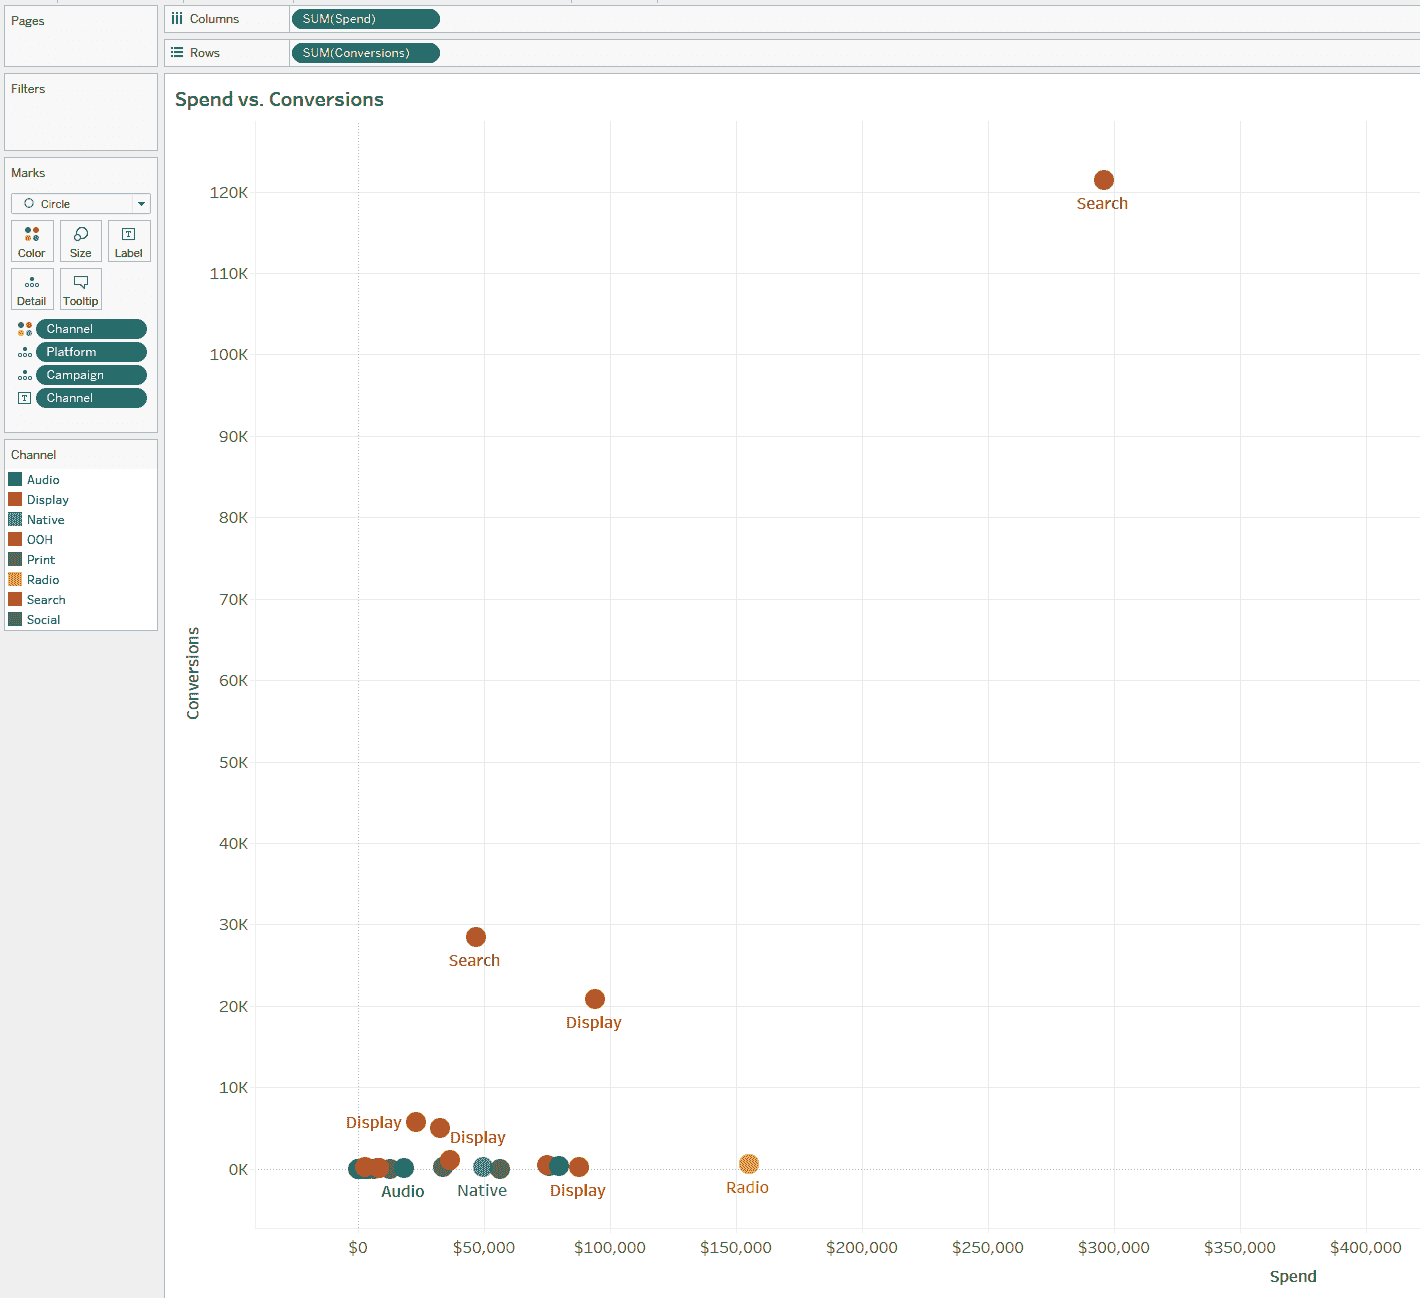 Pages
Columns
SUM(Spend)
Rows
SUM(Conversions)
Filters
Marks
Circle
Color
Size
Label
Detail
Tooltip
Channel
Platform
Campaign
Channel
Channel
Audio
Display
Native
OOH
Print
Radio
Search
Social
Spend vs. Conversions
Conversions
120K
110K
100K
90K
80K
70K
60K
50K
40K
30K
20K
10K
0K
Search
Search
Display
Display
Display
Audio
Native
Display
Radio
$0
$50,000
$100,000
$150,000
$200,000
$250,000
$300,000
$350,000
$400,000
Spend